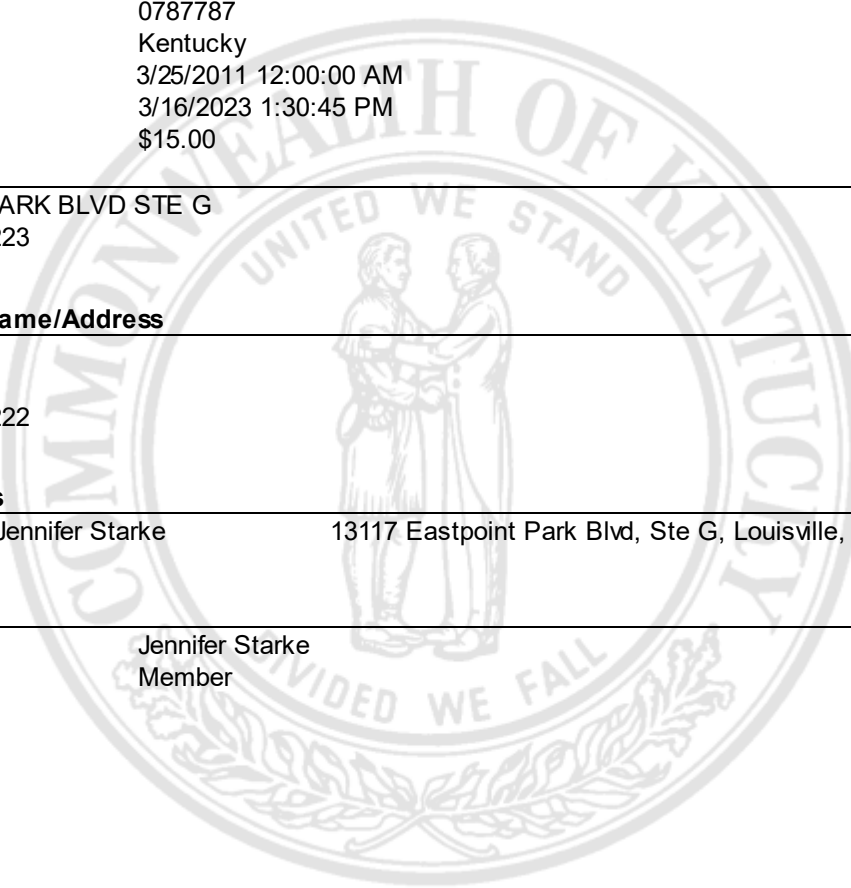 0787787
Kentucky
3/25/2011 12:00:00 AM
3/16/2023 1:30:45 PM
$15.00
ARK BLVD STE G
223
ame/Address
222
s
Jennifer Starke 13117 Eastpoint Park Blvd, Ste G, Louisville,
Jennifer Starke
Member
COMMONWEALTH OF KENTUCKY
UNITED WE STAND
DIVIDED WE FALL